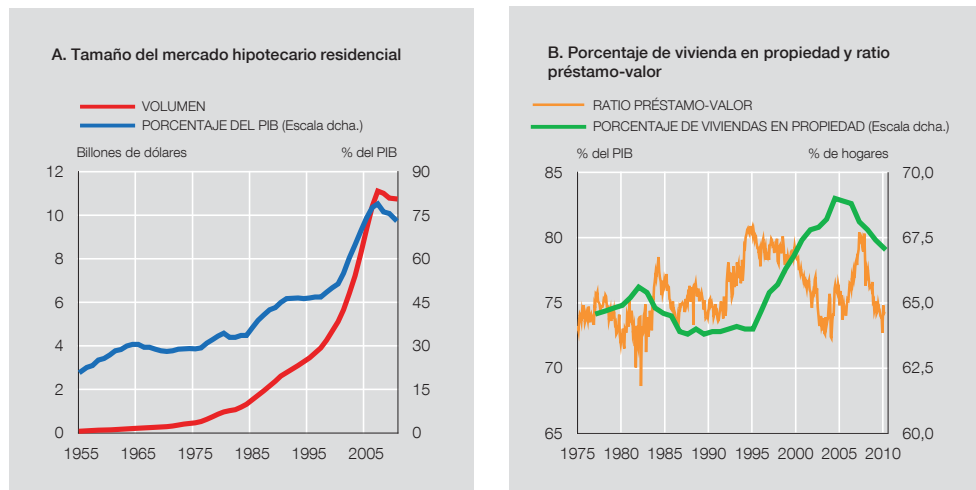 A. Tamaño del mercado hipotecario residencial
VOLUMEN
PORCENTAJE DEL PIB (Escala dcha.)
Billones de dólares
% del PIB
12
10
8
6
4
2
0
90
75
60
45
30
15
0
1955 1965 1975 1985 1995 2005
B. Porcentaje de vivienda en propiedad y ratio
préstamo-valor
RATIO PRÉSTAMO-VALOR
PORCENTAJE DE VIVIENDAS EN PROPIEDAD (Escala dcha.)
% del PIB
% de hogares
85
80
75
70
65
70,0
67,5
65,0
62,5
60,0
1975 1980 1985 1990 1995 2000 2005 2010